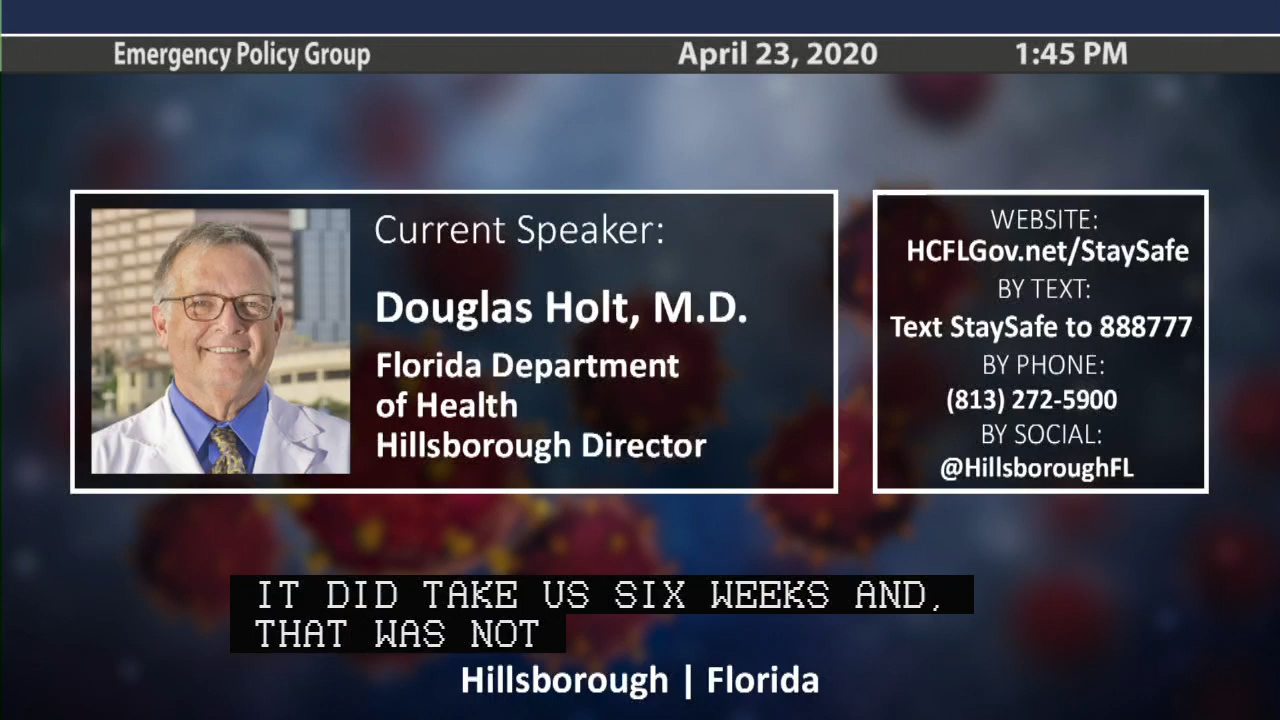 Emergency Policy Group
April 23, 2020
1:45 PM
Current Speaker:
Douglas Holt, M.D.
Florida Department
of Health
Hillsborough Director
WEBSITE:
HCFLGov.net/StaySafe
BY TEXT:
Text StaySafe to 888777
BY PHONE:
(813) 272-5900
BY SOCIAL:
@HillsboroughFL
IT DID TAKE US SIX WEEKS AND,
THAT WAS NOT
Hillsborough | Florida